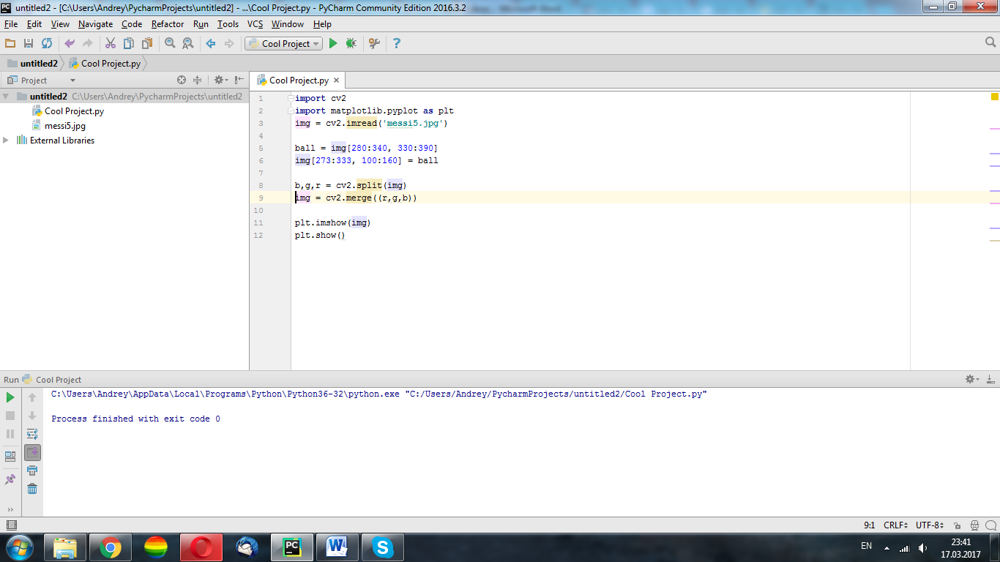 PC untitled2 - [C:\Users\Andrey\PycharmProjects\untitled2] - ...\Cool Project.py - PyCharm Community Edition 2016.3.2
File Edit View Navigate Code Refactor Run Tools VCS Window Help
Cool Project
untitled2 Cool Project.py
Project
Cool Project.py
untitled2 C:\Users\Andrey\PycharmProjects\untitled2
Cool Project.py
messi5.jpg
External Libraries
1 import cv2
2 import matplotlib.pyplot as plt
3 img = cv2.imread('messi5.jpg')
4
5 ball = img[280:340, 330:390]
6 img[273:333, 100:160] = ball
7
8 b,g,r = cv2.split(img)
9 img = cv2.merge((r,g,b))
10
11 plt.imshow(img)
12 plt.show()
Run Cool Project
C:\Users\Andrey\AppData\Local\Programs\Python\Python36-32\python.exe "C:/Users/Andrey/PycharmProjects/untitled2/Cool Project.py"
Process finished with exit code 0
9:1 CRLF UTF-8
PC W S EN 23:41
17.03.2017